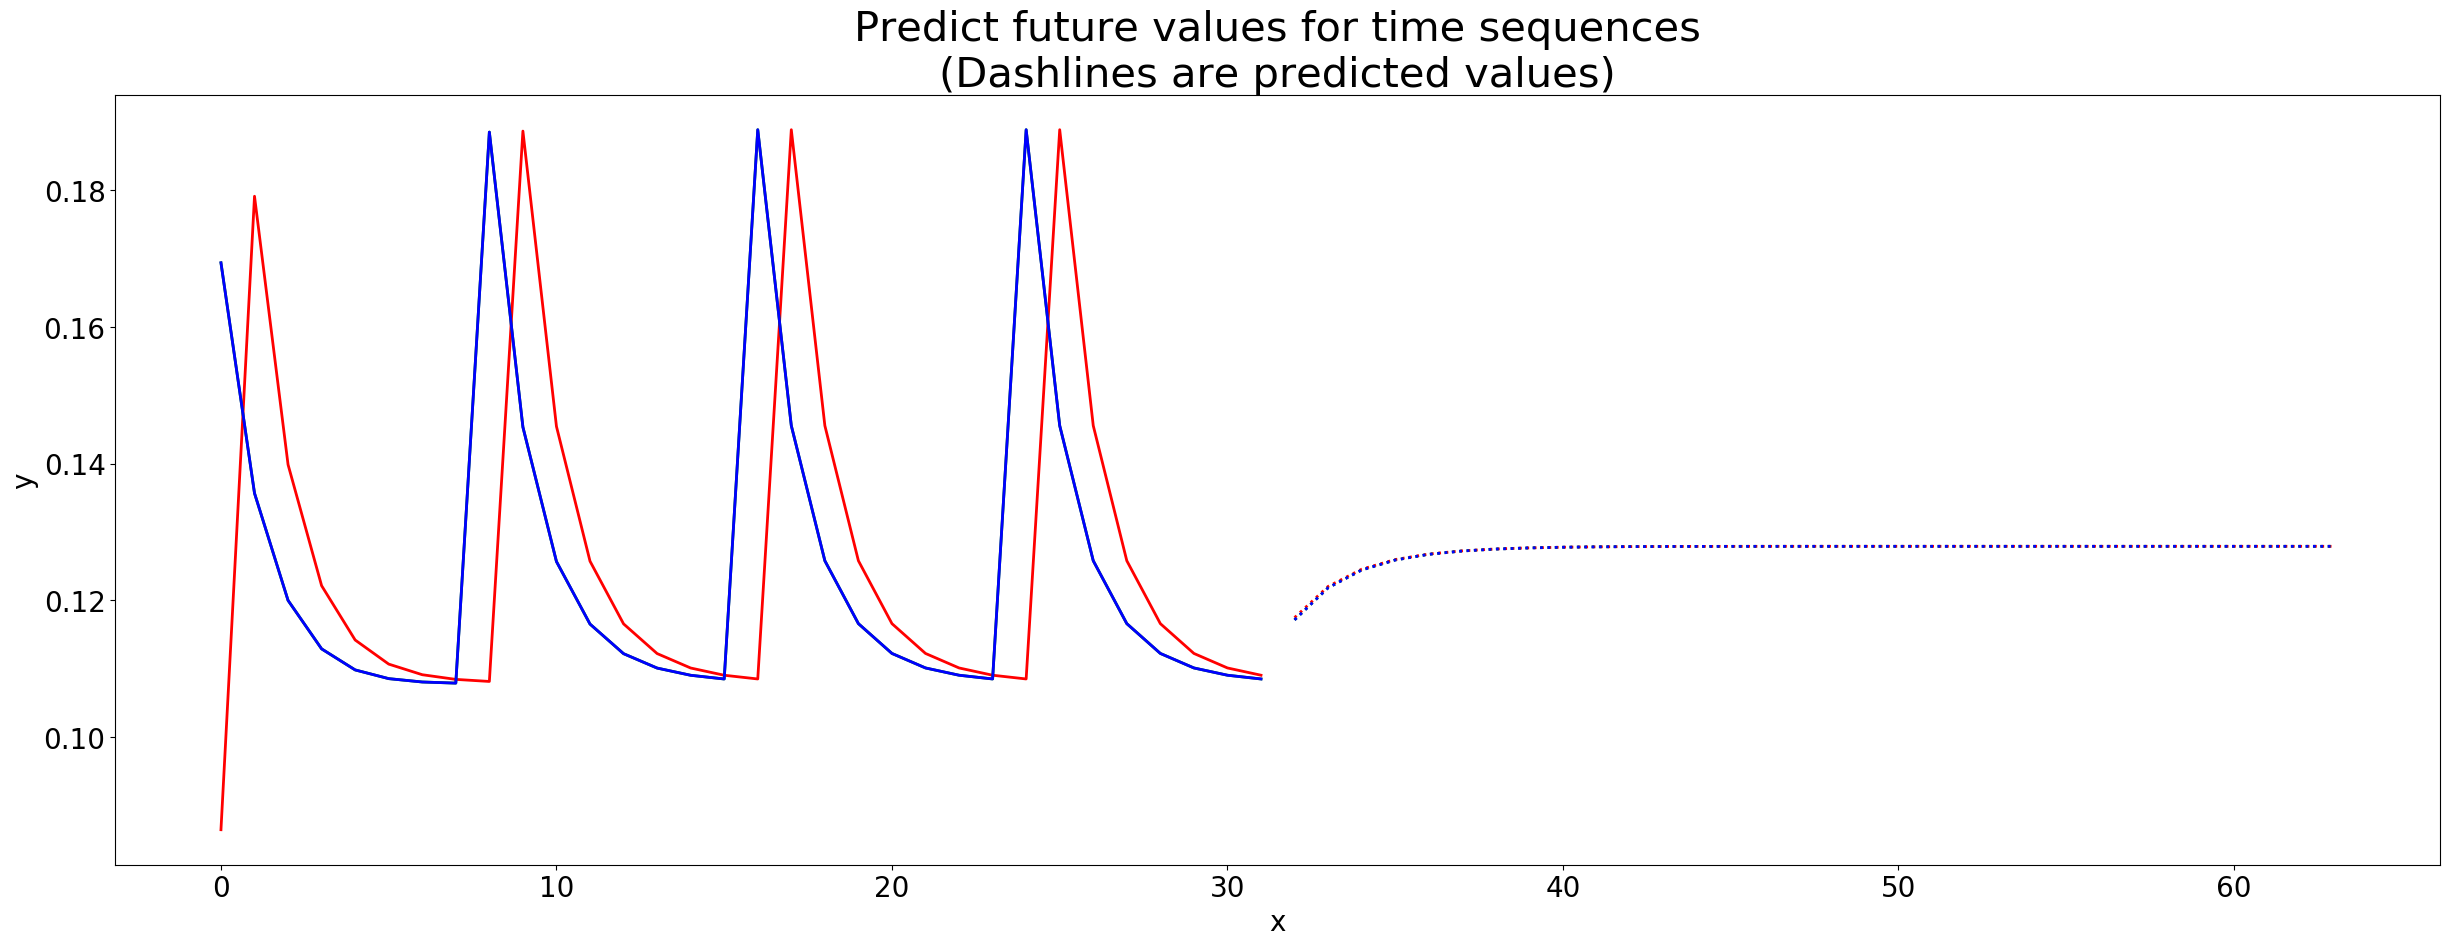 Predict future values for time sequences
(Dashlines are predicted values)
0.18
0.16
0.14
0.12
0.10
y
0 10 20 30 40 50 60
x